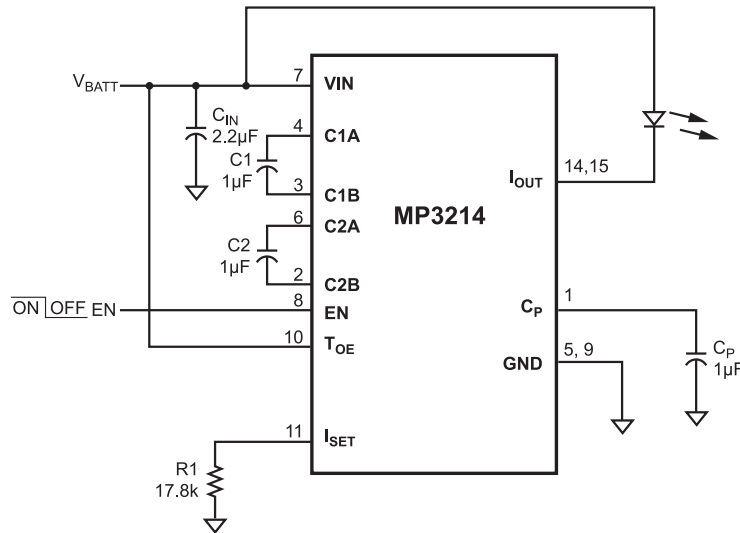 V_BATT
C_IN
2.2µF
7
VIN
4
C1A
C1
1µF
3
C1B
6
C2A
C2
1µF
2
C2B
ON OFF EN
8
EN
10
T_OE
11
I_SET
R1
17.8k
MP3214
I_OUT
14,15
C_P
1
GND
5, 9
C_P
1µF